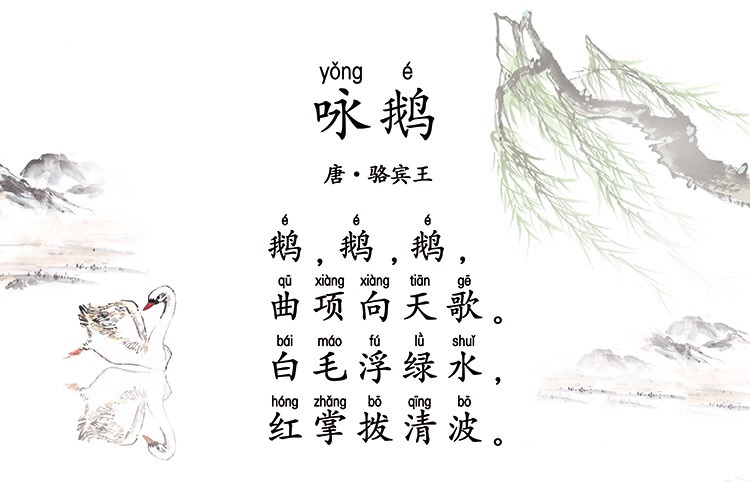 yǒng é
咏鹅
唐·骆宾王
é é é
鹅，鹅，鹅，
qū xiàng xiàng tiān gē
曲项向天歌。
bái máo fú lǜ shuǐ
白毛浮绿水，
hóng zhǎng bō qīng bō
红掌拨清波。